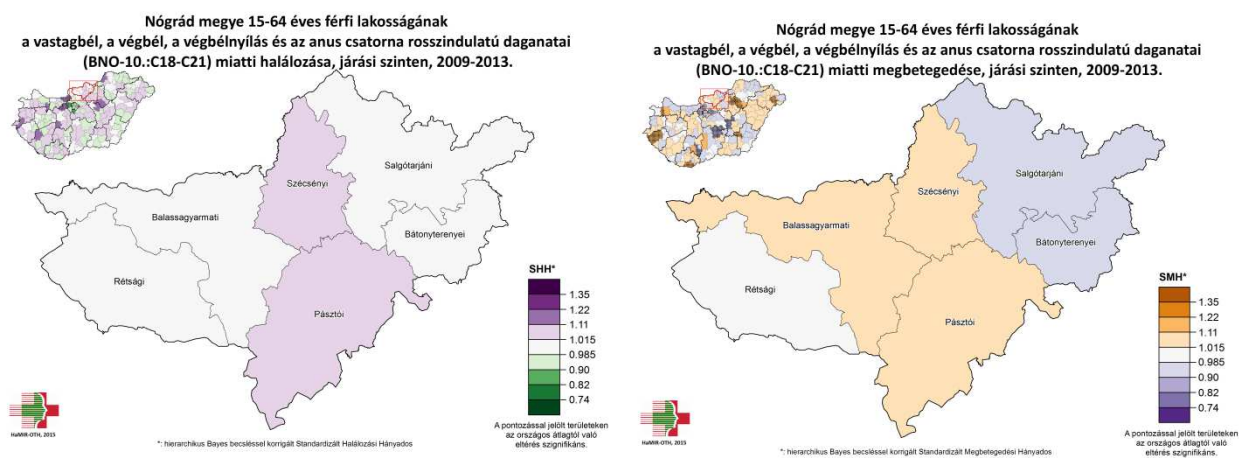 Nógrád megye 15-64 éves férfi lakosságának
a vastagbél, a végbél, a végbélnyílás és az anus csatorna rosszindulatú daganatai
(BNO-10.:C18-C21) miatti halálozása, járási szinten, 2009-2013.
Salgótarjáni
Szécsényi
Balassagyarmati
Bátonyterenyei
Rétsági
Pásztói
SHH*
1.35
1.22
1.11
1.015
0.985
0.90
0.82
0.74
HaMIR-OTH, 2015
*: hierarchikus Bayes becsléssel korrigált Standardizált Halálozási Hányados
A pontozással jelölt területeken
az országos átlagtól való
eltérés szignifikáns.
Nógrád megye 15-64 éves férfi lakosságának
a vastagbél, a végbél, a végbélnyílás és az anus csatorna rosszindulatú daganatai
(BNO-10.:C18-C21) miatti megbetegedése, járási szinten, 2009-2013.
Salgótarjáni
Szécsényi
Balassagyarmati
Bátonyterenyei
Rétsági
Pásztói
SMH*
1.35
1.22
1.11
1.015
0.985
0.90
0.82
0.74
HaMIR-OTH, 2015
*: hierarchikus Bayes becsléssel korrigált Standardizált Megbetegedési Hányados
A pontozással jelölt területeken
az országos átlagtól való
eltérés szignifikáns.